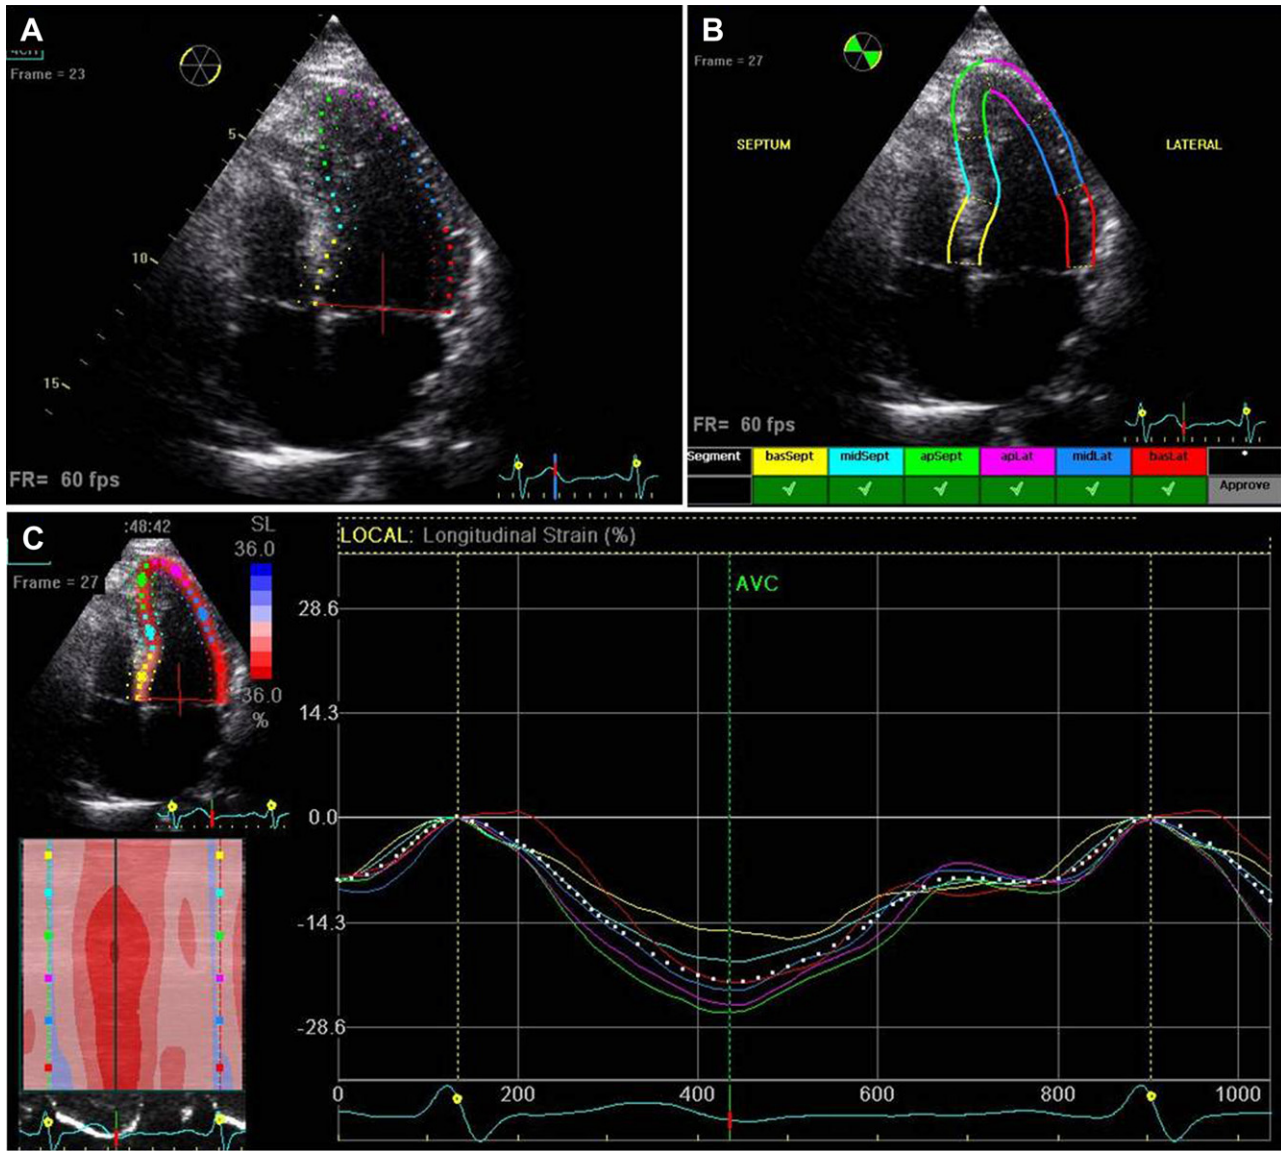 A
4CH
Frame = 23
5
10
15
FR= 60 fps
B
Frame = 27
SEPTUM
LATERAL
FR= 60 fps
Segment basSept midSept apSept apLat midLat basLat
Approve
C
:48:42
SL
36.0
Frame = 27
-36.0
%
LOCAL: Longitudinal Strain (%)
AVC
28.6
14.3
0.0
-14.3
-28.6
0 200 400 600 800 1000